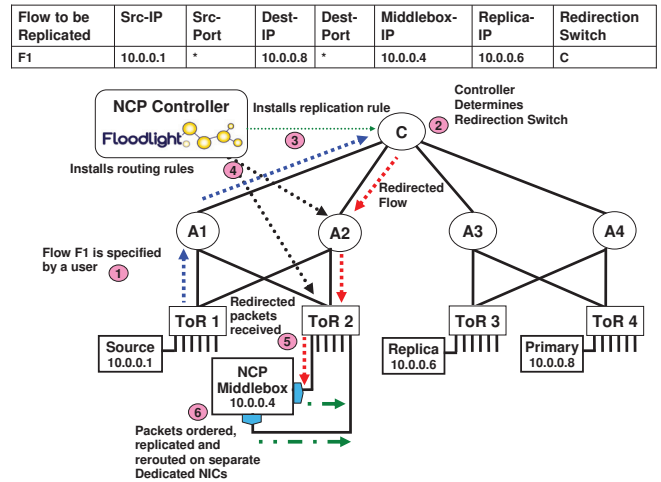 Flow to be Replicated Src-IP Src-Port Dest-IP Dest-Port Middlebox-IP Replica-IP Redirection Switch
F1 10.0.0.1 * 10.0.0.8 * 10.0.0.4 10.0.0.6 C
NCP Controller
Floodlight
Installs replication rule
3
C
2
Controller
Determines
Redirection Switch
Installs routing rules
4
Redirected
Flow
A1
A2
A3
A4
Flow F1 is specified
by a user
1
Redirected
packets
received
5
ToR 1
ToR 2
ToR 3
ToR 4
Source
10.0.0.1
Replica
10.0.0.6
Primary
10.0.0.8
NCP
Middlebox
10.0.0.4
6
Packets ordered,
replicated and
rerouted on separate
Dedicated NICs